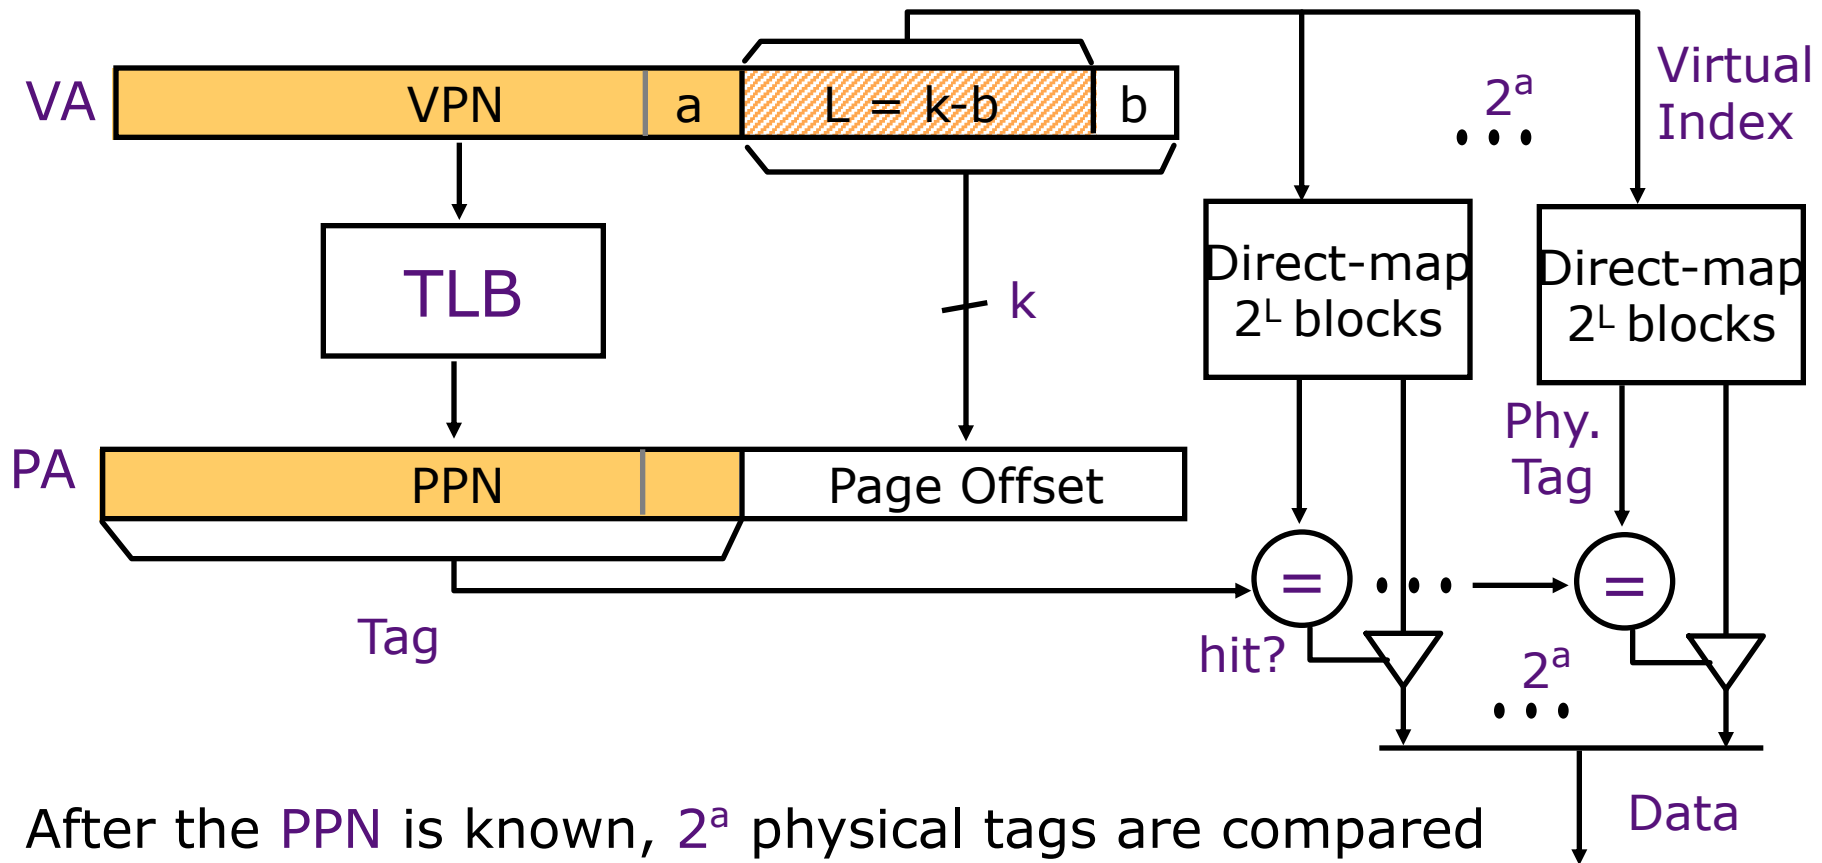 VA
VPN
a
L = k-b
b
2ᵃ
• • •
Virtual
Index
TLB
k
Direct-map
2ᴸ blocks
Direct-map
2ᴸ blocks
PA
PPN
Page Offset
Phy.
Tag
=
• • •
=
Tag
hit?
2ᵃ
• • •
Data
After the PPN is known, 2ᵃ physical tags are compared